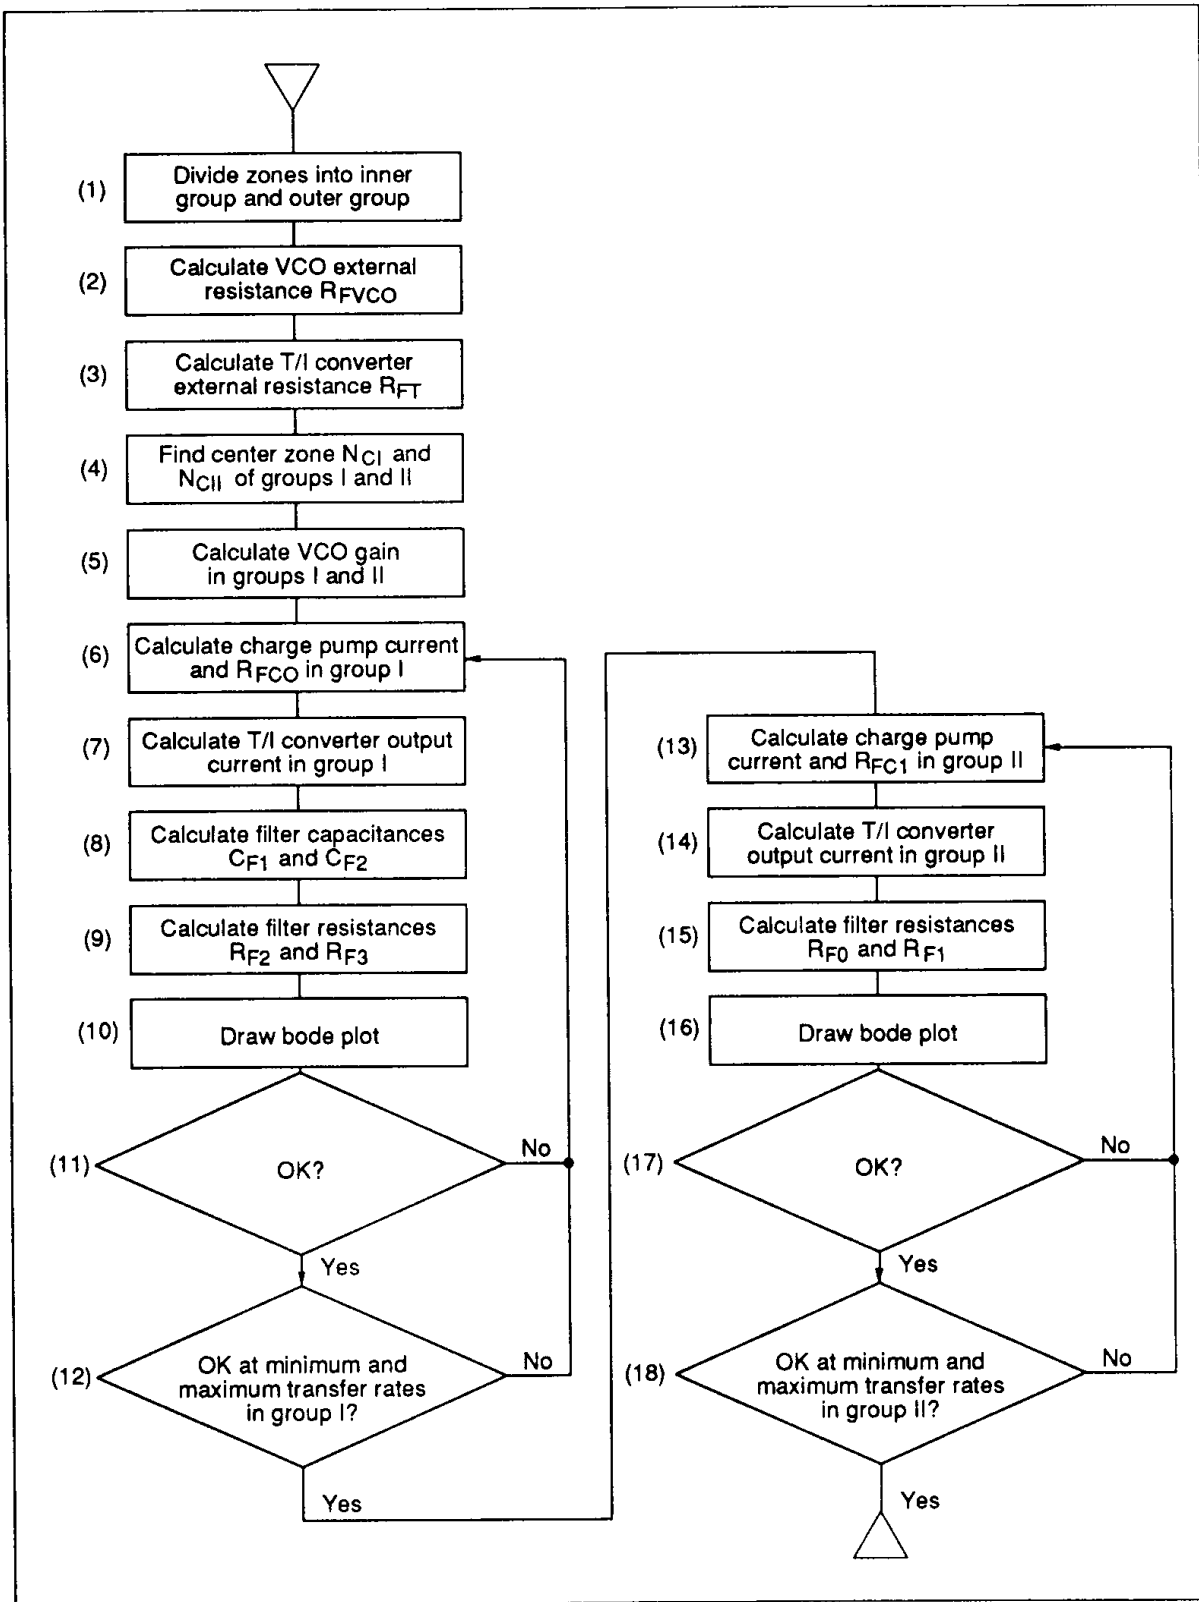 (1)
Divide zones into inner
group and outer group
(2)
Calculate VCO external
resistance RFVCO
(3)
Calculate T/I converter
external resistance RFT
(4)
Find center zone NCI and
NCII of groups I and II
(5)
Calculate VCO gain
in groups I and II
(6)
Calculate charge pump current
and RFCO in group I
(7)
Calculate T/I converter output
current in group I
(8)
Calculate filter capacitances
CF1 and CF2
(9)
Calculate filter resistances
RF2 and RF3
(10)
Draw bode plot
(11)
OK?
No
Yes
(12)
OK at minimum and
maximum transfer rates
in group I?
No
Yes
(13)
Calculate charge pump
current and RFC1 in group II
(14)
Calculate T/I converter
output current in group II
(15)
Calculate filter resistances
RF0 and RF1
(16)
Draw bode plot
(17)
OK?
No
Yes
(18)
OK at minimum and
maximum transfer rates
in group II?
No
Yes